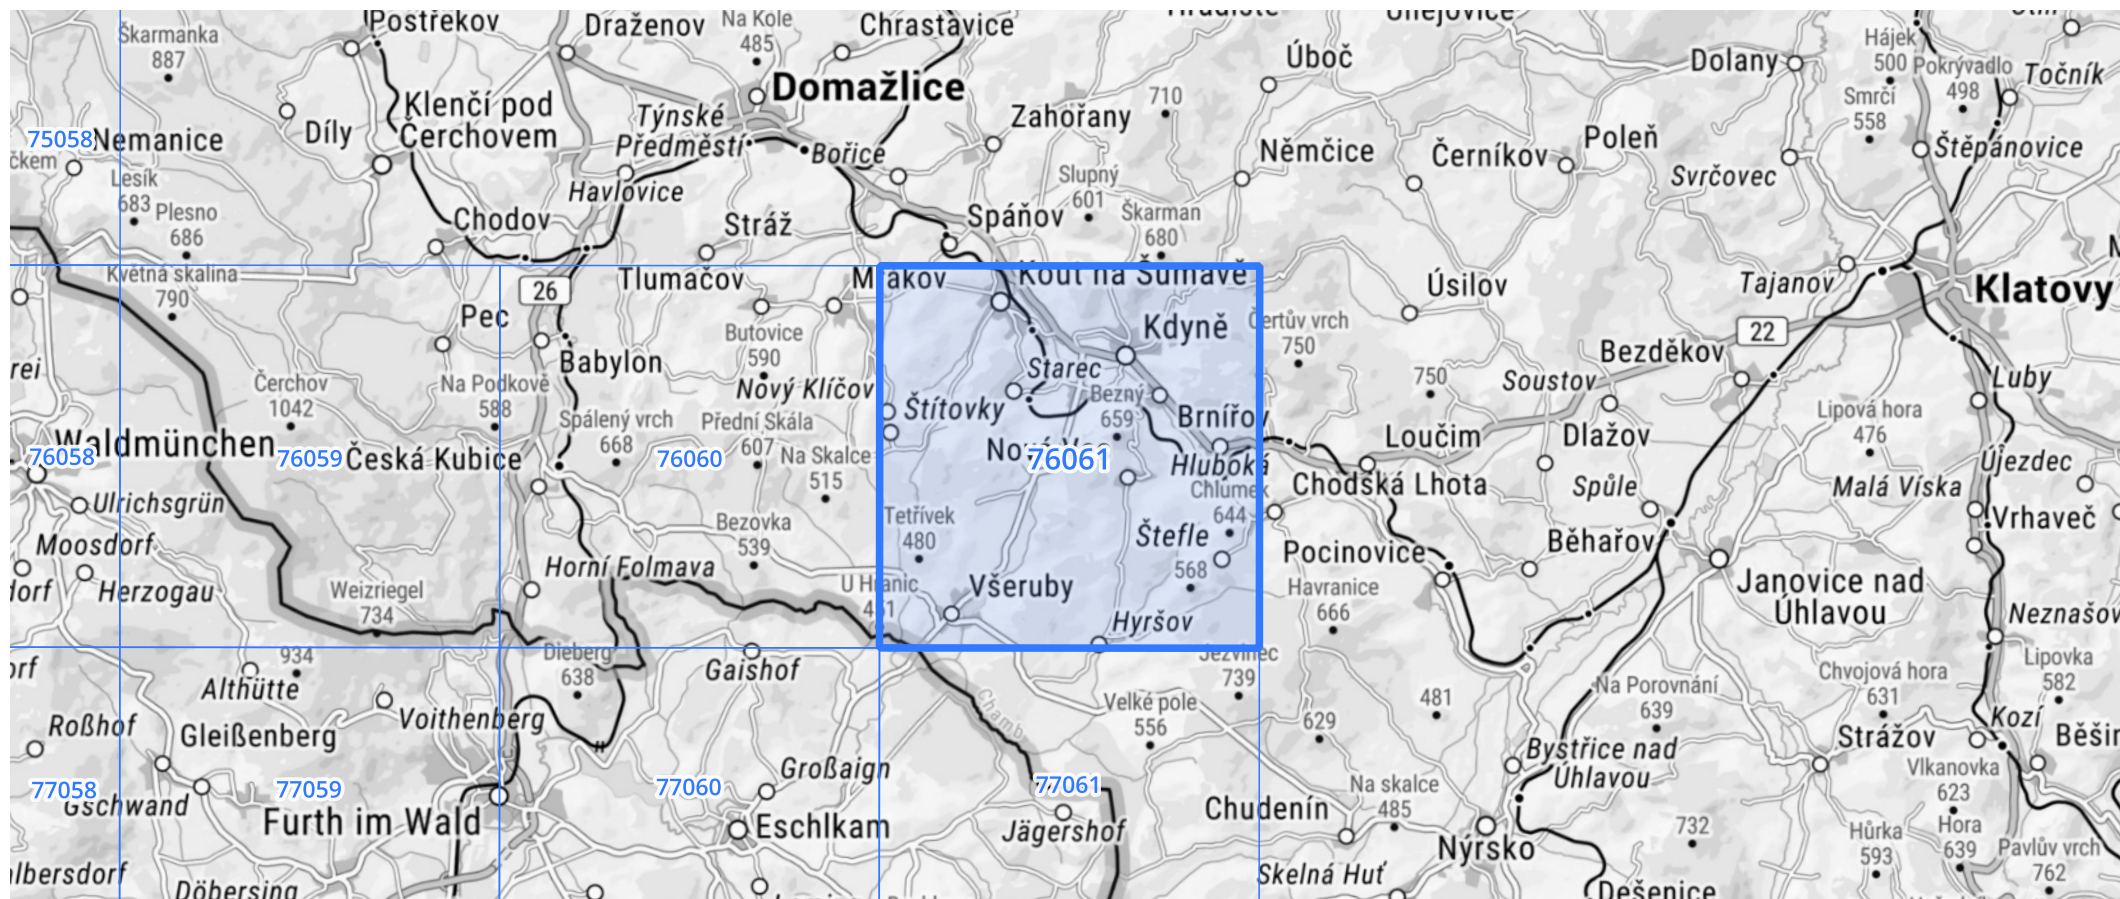 Postřekov
Draženov
Na Kole
485
Chrastavice
Škarmanka
887
Úboč
Dolany
Hájek
500
Pokrývadlo
498
Točník
Domažlice
Klenčí pod
Čerchovem
Týnské
Předměstí
Zahořany
710
Smrčí
558
75058
Nemanice
Díly
Bořice
Němčice
Černíkov
Poleň
Štěpánovice
čkem
Lesík
683
Havlovice
Slupný
601
Svrčovec
Plesno
686
Chodov
Stráž
Spáňov
Škarman
680
Květná skalina
790
26
Tlumačov
Mrakov
Kout na Šumavě
Úsilov
Tajanov
Klatovy
Pec
Butovice
590
Kdyně
Čertův vrch
750
22
Babylon
Bezděkov
rei
Čerchov
1042
Na Podkově
588
Nový Klíčov
Starec
750
Soustov
Luby
Štítovky
Bezný
659
Brnířov
Spálený vrch
668
Přední Skála
607
Lipová hora
476
Waldmünchen
76058
76059
Česká Kubice
76060
Na Skalce
515
76061
Hluboká
Loučim
Dlažov
Újezdec
Ulrichsgrün
Chlumek
644
Chodská Lhota
Spůle
Malá Víska
Bezovka
539
Tetřívek
480
Štefle
Vrhaveč
Moosdorf
Pocinovice
Běhařov
dorf
Herzogau
Horní Folmava
568
Janovice nad
Úhlavou
Weizriegel
734
U Hranic
Všeruby
Havranice
666
Hyršov
Neznašov
Dieberg
638
934
Gaishof
Jezvinec
739
Chvojová hora
631
Lipovka
582
Althütte
Velké pole
556
481
Na Porovnání
639
Chamb
Roßhof
Gleißenberg
Voithenberg
629
Bystřice nad
Úhlavou
Strážov
Kozí
77058
77059
77060
Großaign
77061
Na skalce
485
Vlkanovka
623
Gschwand
Furth im Wald
Eschlkam
Jägershof
Chudenín
Nýrsko
732
Hůrka
593
Hora
639
Pavlův vrch
762
Döbersing
Skelná Huť
Dešenice